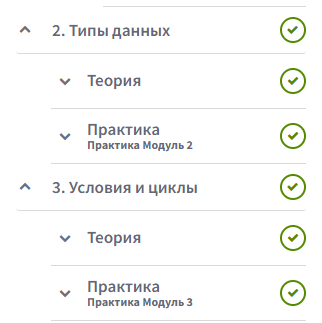 2. Типы данных
Теория
Практика
Практика Модуль 2
3. Условия и циклы
Теория
Практика
Практика Модуль 3